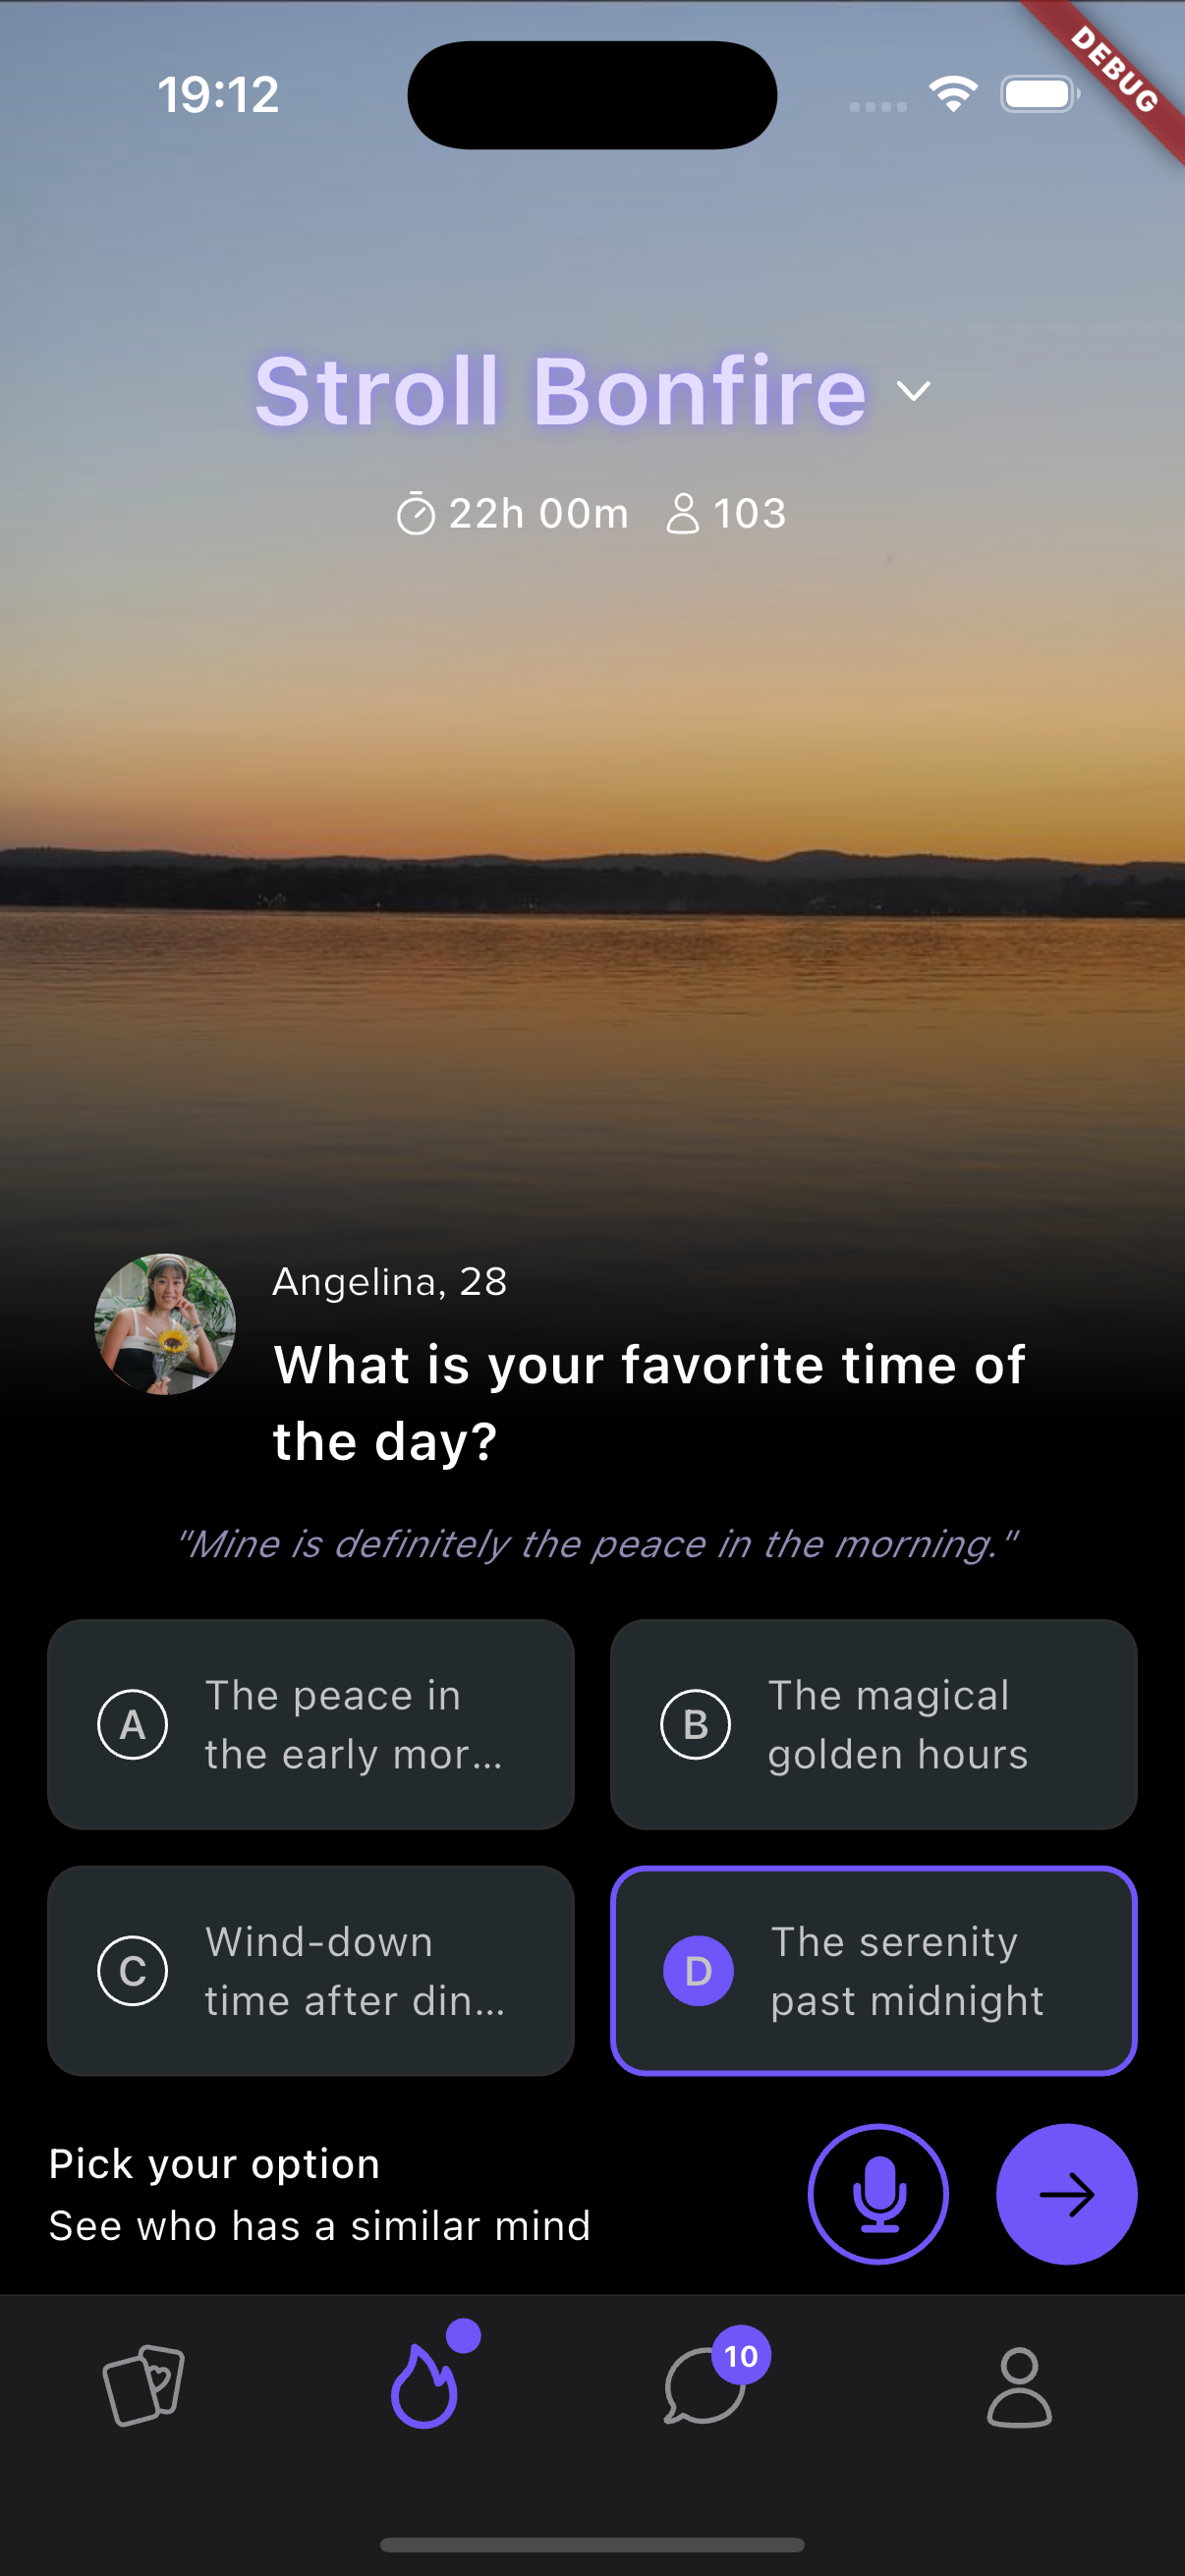 19:12
DEBUG
Stroll Bonfire
22h 00m 103
Angelina, 28
What is your favorite time of
the day?
"Mine is definitely the peace in the morning."
A
The peace in
the early mor...
B
The magical
golden hours
C
Wind-down
time after din...
D
The serenity
past midnight
Pick your option
See who has a similar mind
10